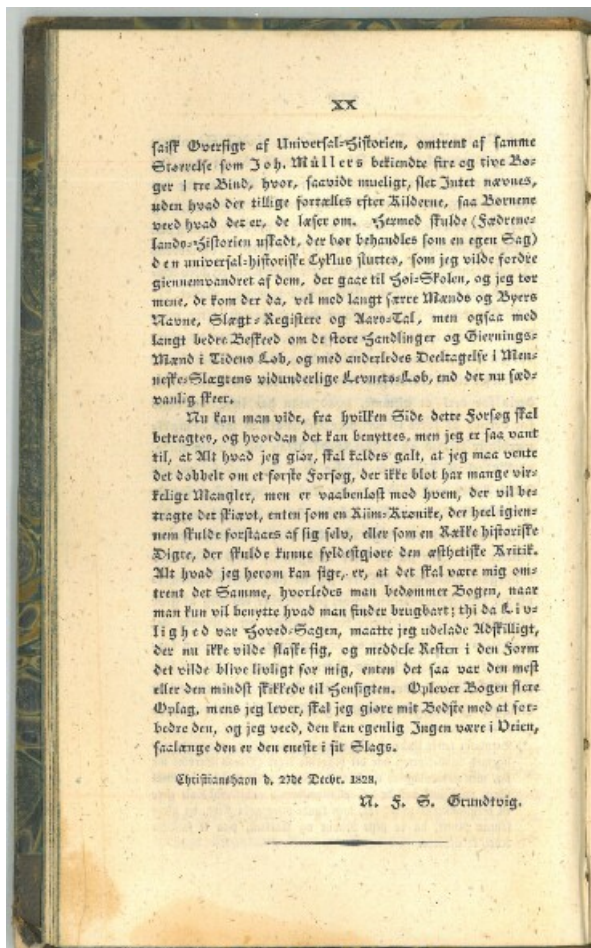 XX
saisk Oversigt af Universal-Historien, omtrent af samme
Størrelse som Joh. Müllers bekiendte fire og tive Bø-
ger i tre Bind, hvor, saavidt mueligt, slet Intet nævnes,
uden hvad der tillige fortælles efter Kilderne, saa Børnene
veed hvad det er, de læser om. Hermed skulde (Fædrene-
lands-Historien uskadt, der bør behandles som en egen Sag)
den universal-historiske Cyklus sluttes, som jeg vilde fordre
giennemvandret af dem, der gaae til Høi-Skolen, og jeg tør
mene, de kom der da, vel med langt færre Mænds og Byers
Navne, Slægt-Registere og Aars-Tal, men ogsaa med
langt bedre Beskeed om de store Handlinger og Giernings-
Mænd i Tidens Løb, og med anderledes Deeltagelse i Men-
neske-Slægtens vidunderlige Levnets-Løb, end det nu sæd-
vanlig skeer.
Nu kan man vide, fra hvilken Side dette Forsøg skal
betragtes, og hvordan det kan benyttes, men jeg er saa vant
til, at Alt hvad jeg giør, skal kaldes galt, at jeg maa vente
det dobbelt om et første Forsøg, der ikke blot har mange vir-
kelige Mangler, men er vaabenløst mod hvem, der vil be-
tragte det skiævt, enten som en Riim-Krønike, der heel igien-
nem skulde forstaaes af sig selv, eller som en Række historiske
Digte, der skulde kunne fyldestgiøre den æsthetiske Kritik.
Alt hvad jeg herom kan sige, er, at det skal være mig om-
trent det Samme, hvorledes man bedømmer Bogen, naar
man kun vil benytte hvad man finder brugbart; thi da Liv-
lighed var Hoved-Sagen, maatte jeg udelade Adskilligt,
der nu ikke vilde flaske sig, og meddele Resten i den Form
det vilde blive livligt for mig, enten det saa var den mest
eller den mindst skikkede til Hensigten. Oplever Bogen flere
Oplag, mens jeg lever, skal jeg giøre mit Bedste med at for-
bedre den, og jeg veed, den kan egenlig Ingen være i Veien,
saalænge den er den eneste i sit Slags.
Christianshavn d. 27de Decbr. 1828.
N. F. S. Grundtvig.